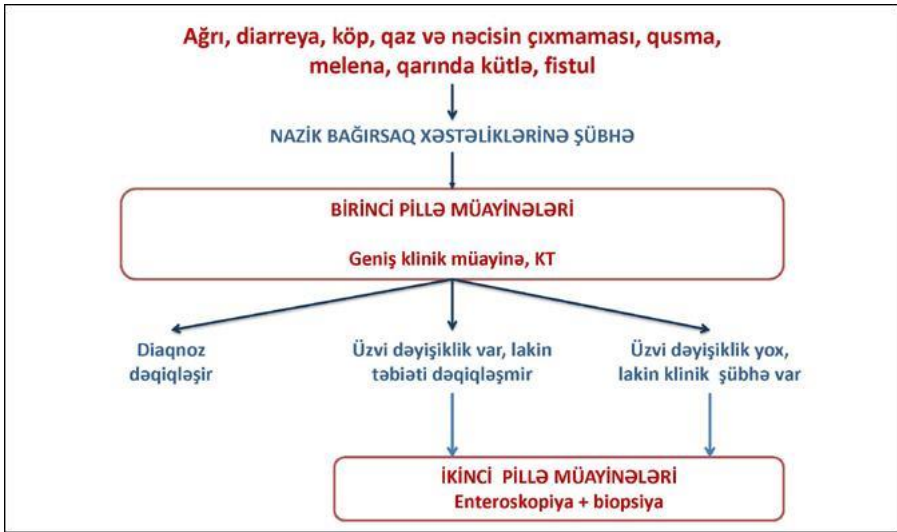 Ağrı, diarreya, köp, qaz və nəcisin çıxmaması, qusma,
melena, qarında kütlə, fistul
NAZİK BAĞIRSAQ XƏSTƏLİKLƏRİNƏ ŞÜBHƏ
BİRİNCİ PİLLƏ MÜAYİNƏLƏRİ
Geniş klinik müayinə, KT
Diaqnoz
dəqiqləşir
Üzvi dəyişiklik var, lakin
təbiəti dəqiqləşmir
Üzvi dəyişiklik yox,
lakin klinik şübhə var
İKİNCİ PİLLƏ MÜAYİNƏLƏRİ
Enteroskopiya + biopsiya